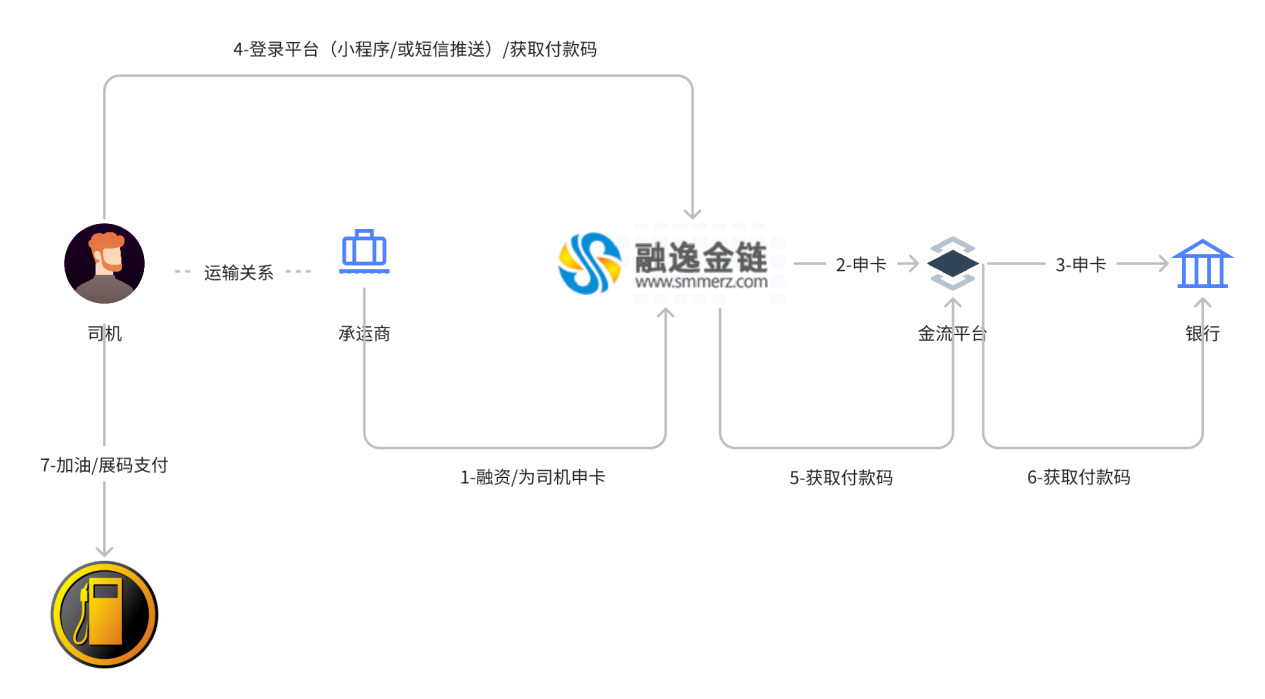 4-登录平台（小程序/或短信推送）/获取付款码
融逸金链
www.smmerz.com
运输关系
2-申卡
3-申卡
司机
承运商
金流平台
银行
7-加油/展码支付
1-融资/为司机申卡
5-获取付款码
6-获取付款码